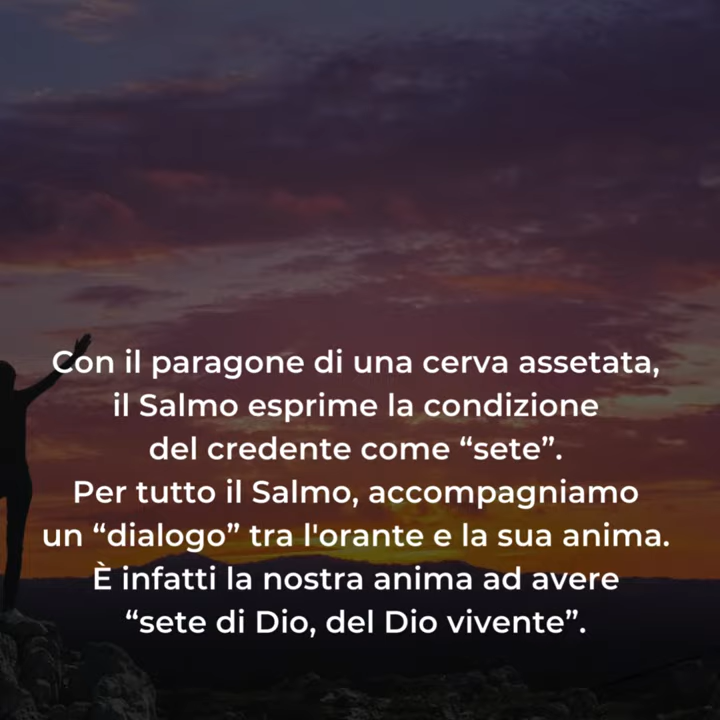 Con il paragone di una cerva assetata,
il Salmo esprime la condizione
del credente come “sete”.
Per tutto il Salmo, accompagniamo
un “dialogo” tra l'orante e la sua anima.
È infatti la nostra anima ad avere
“sete di Dio, del Dio vivente”.